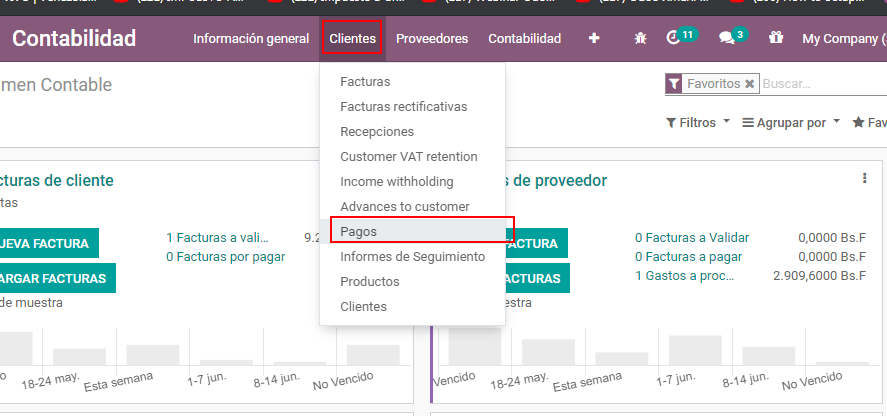 Contabilidad Información general Clientes Proveedores Contabilidad 11 3 My Company (
men Contable
Favoritos Buscar...
Filtros Agrupar por Fav
Facturas
Facturas rectificativas
Recepciones
Customer VAT retention
Income withholding
Advances to customer
Pagos
Informes de Seguimiento
Productos
Clientes
cturas de cliente
tas
UEVA FACTURA
1 Facturas a vali... 9.2
0 Facturas por pagar
ARGAR FACTURAS
de muestra
18-24 may. Esta semana 1-7 jun. 8-14 jun. No Vencido
s de proveedor
ACTURA
0 Facturas a Validar 0,0000 Bs.F
0 Facturas a pagar 0,0000 Bs.F
FACTURAS
1 Gastos a proc... 2.909,6000 Bs.F
estra
Vencido 18-24 may. Esta semana 1-7 jun. 8-14 jun. No Vencido